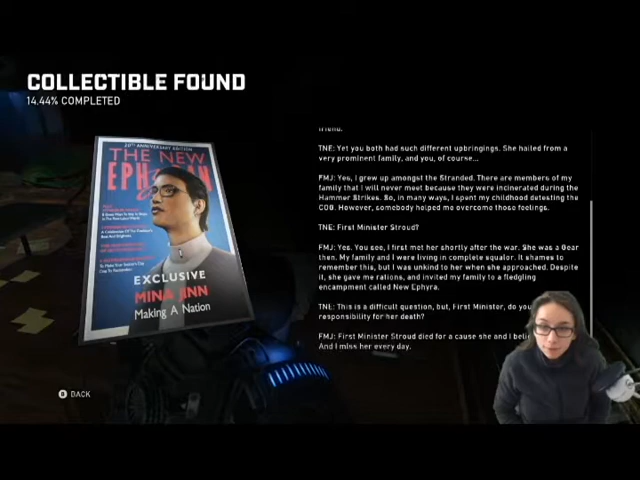 COLLECTIBLE FOUND
14.44% COMPLETED
20TH ANNIVERSARY EDITION
THE NEW
EPHYRAN
EXCLUSIVE
MINA JINN
Making A Nation
friend.
TNE: Yet you both had such different upbringings. She hailed from a
very prominent family, and you, of course...
FMJ: Yes, I grew up amongst the Stranded. There are members of my
family that I will never meet because they were incinerated during the
Hammer Strikes. So, in many ways, I spent my childhood detesting the
COG. However, somebody helped me overcome those feelings.
TNE: First Minister Stroud?
FMJ: Yes. You see, I first met her shortly after the war. She was a Gear
then. My family and I were living in complete squalor. It shames to
remember this, but I was unkind to her when she approached. Despite
it, she gave me rations, and invited my family to a fledgling
encampment called New Ephyra.
TNE: This is a difficult question, but, First Minister, do you
responsibility for her death?
FMJ: First Minister Stroud died for a cause she and I
And I miss her every day.
B BACK